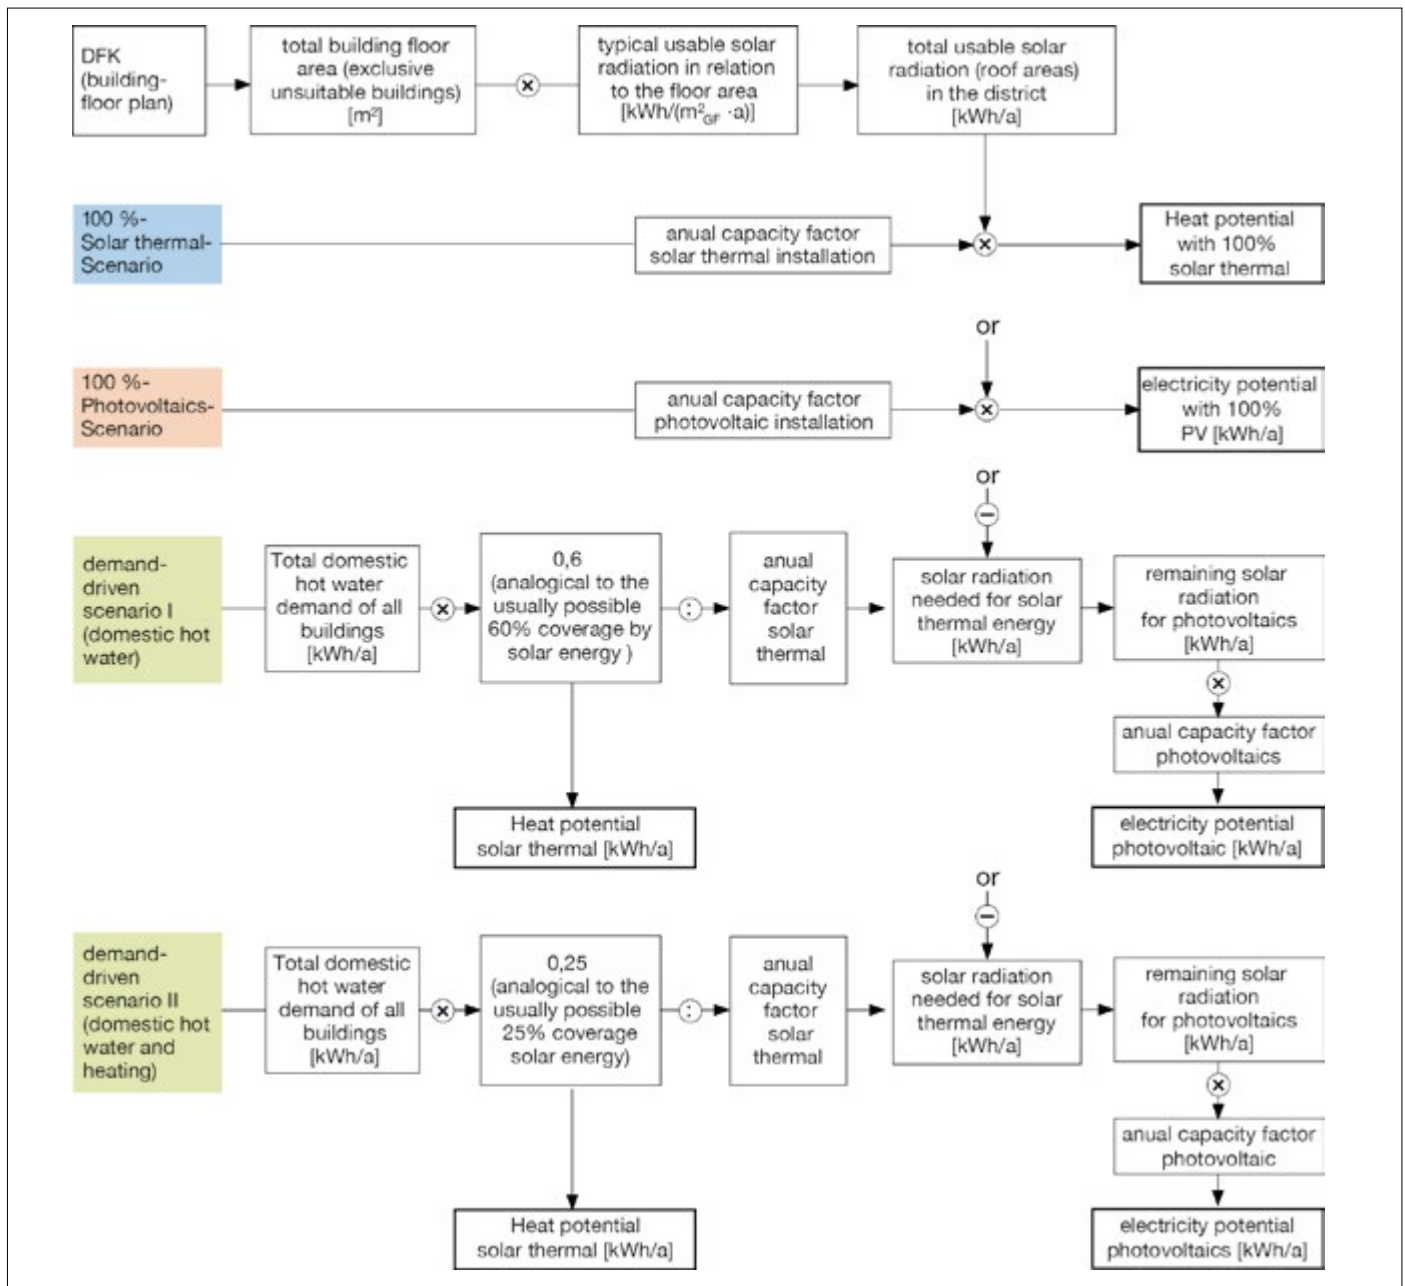 DFK
(building-
floor plan)
total building floor
area (exclusive
unsuitable buildings)
[m²]
×
typical usable solar
radiation in relation
to the floor area
[kWh/(m²GF ·a)]
total usable solar
radiation (roof areas)
in the district
[kWh/a]
100 %-
Solar thermal-
Scenario
anual capacity factor
solar thermal installation
×
Heat potential
with 100%
solar thermal
or
100 %-
Photovoltaics-
Scenario
anual capacity factor
photovoltaic installation
×
electricity potential
with 100%
PV [kWh/a]
or
−
demand-
driven
scenario I
(domestic hot
water)
Total domestic
hot water
demand of all
buildings
[kWh/a]
×
0,6
(analogical to the
usually possible
60% coverage by
solar energy )
:
anual
capacity
factor
solar
thermal
solar radiation
needed for solar
thermal energy
[kWh/a]
remaining solar
radiation
for photovoltaics
[kWh/a]
×
anual capacity factor
photovoltaics
Heat potential
solar thermal [kWh/a]
electricity potential
photovoltaic [kWh/a]
or
−
demand-
driven
scenario II
(domestic hot
water and
heating)
Total domestic
hot water
demand of all
buildings
[kWh/a]
×
0,25
(analogical to the
usually possible
25% coverage
solar energy)
:
anual
capacity
factor
solar
thermal
solar radiation
needed for solar
thermal energy
[kWh/a]
remaining solar
radiation
for photovoltaics
[kWh/a]
×
anual capacity factor
photovoltaic
Heat potential
solar thermal [kWh/a]
electricity potential
photovoltaics [kWh/a]